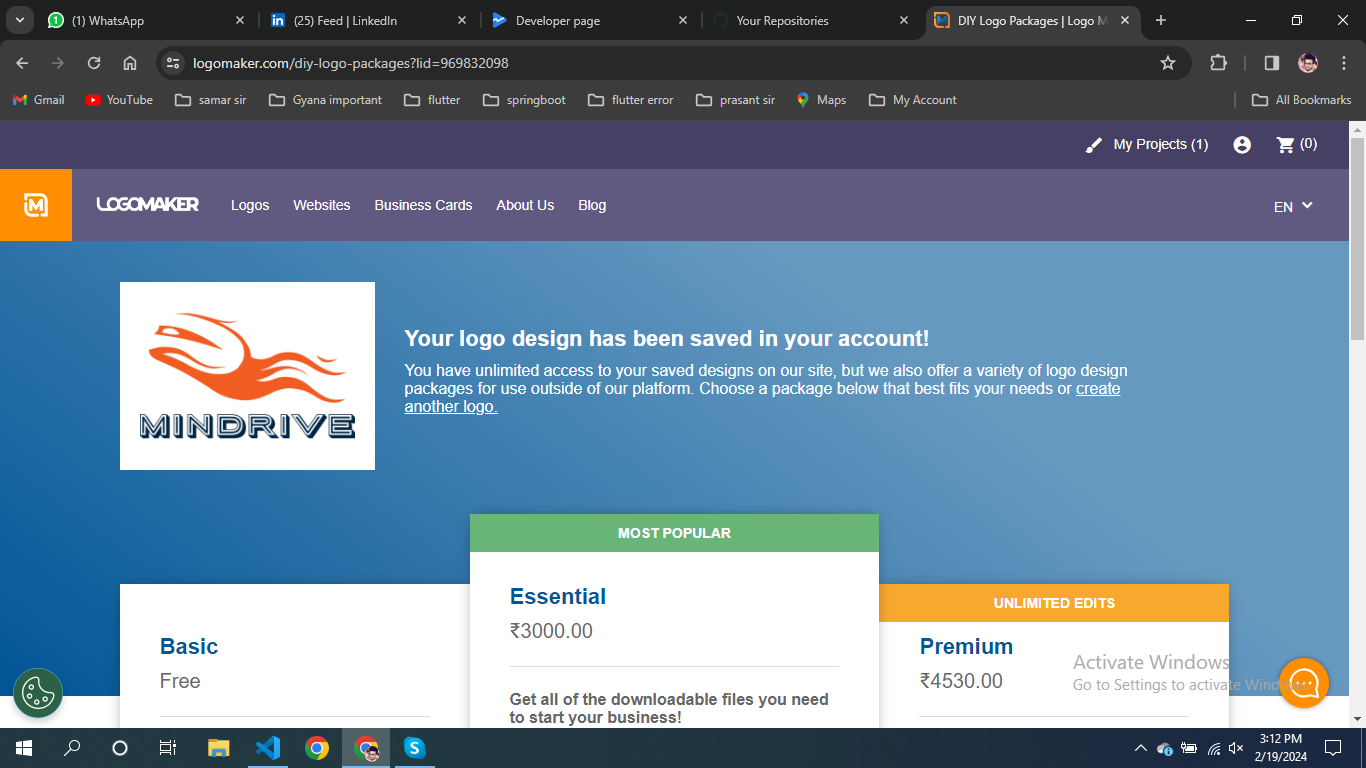 (1) WhatsApp
(25) Feed | LinkedIn
Developer page
Your Repositories
DIY Logo Packages | Logo M
logomaker.com/diy-logo-packages?lid=969832098
Gmail
YouTube
samar sir
Gyana important
flutter
springboot
flutter error
prasant sir
Maps
My Account
All Bookmarks
My Projects (1)
(0)
LOGOMAKER
Logos
Websites
Business Cards
About Us
Blog
EN
MINDRIVE
Your logo design has been saved in your account!
You have unlimited access to your saved designs on our site, but we also offer a variety of logo design
packages for use outside of our platform. Choose a package below that best fits your needs or create
another logo.
MOST POPULAR
Essential
₹3000.00
Get all of the downloadable files you need
to start your business!
Basic
Free
UNLIMITED EDITS
Premium
₹4530.00
Activate Windows
Go to Settings to activate Windows.
3:12 PM
2/19/2024